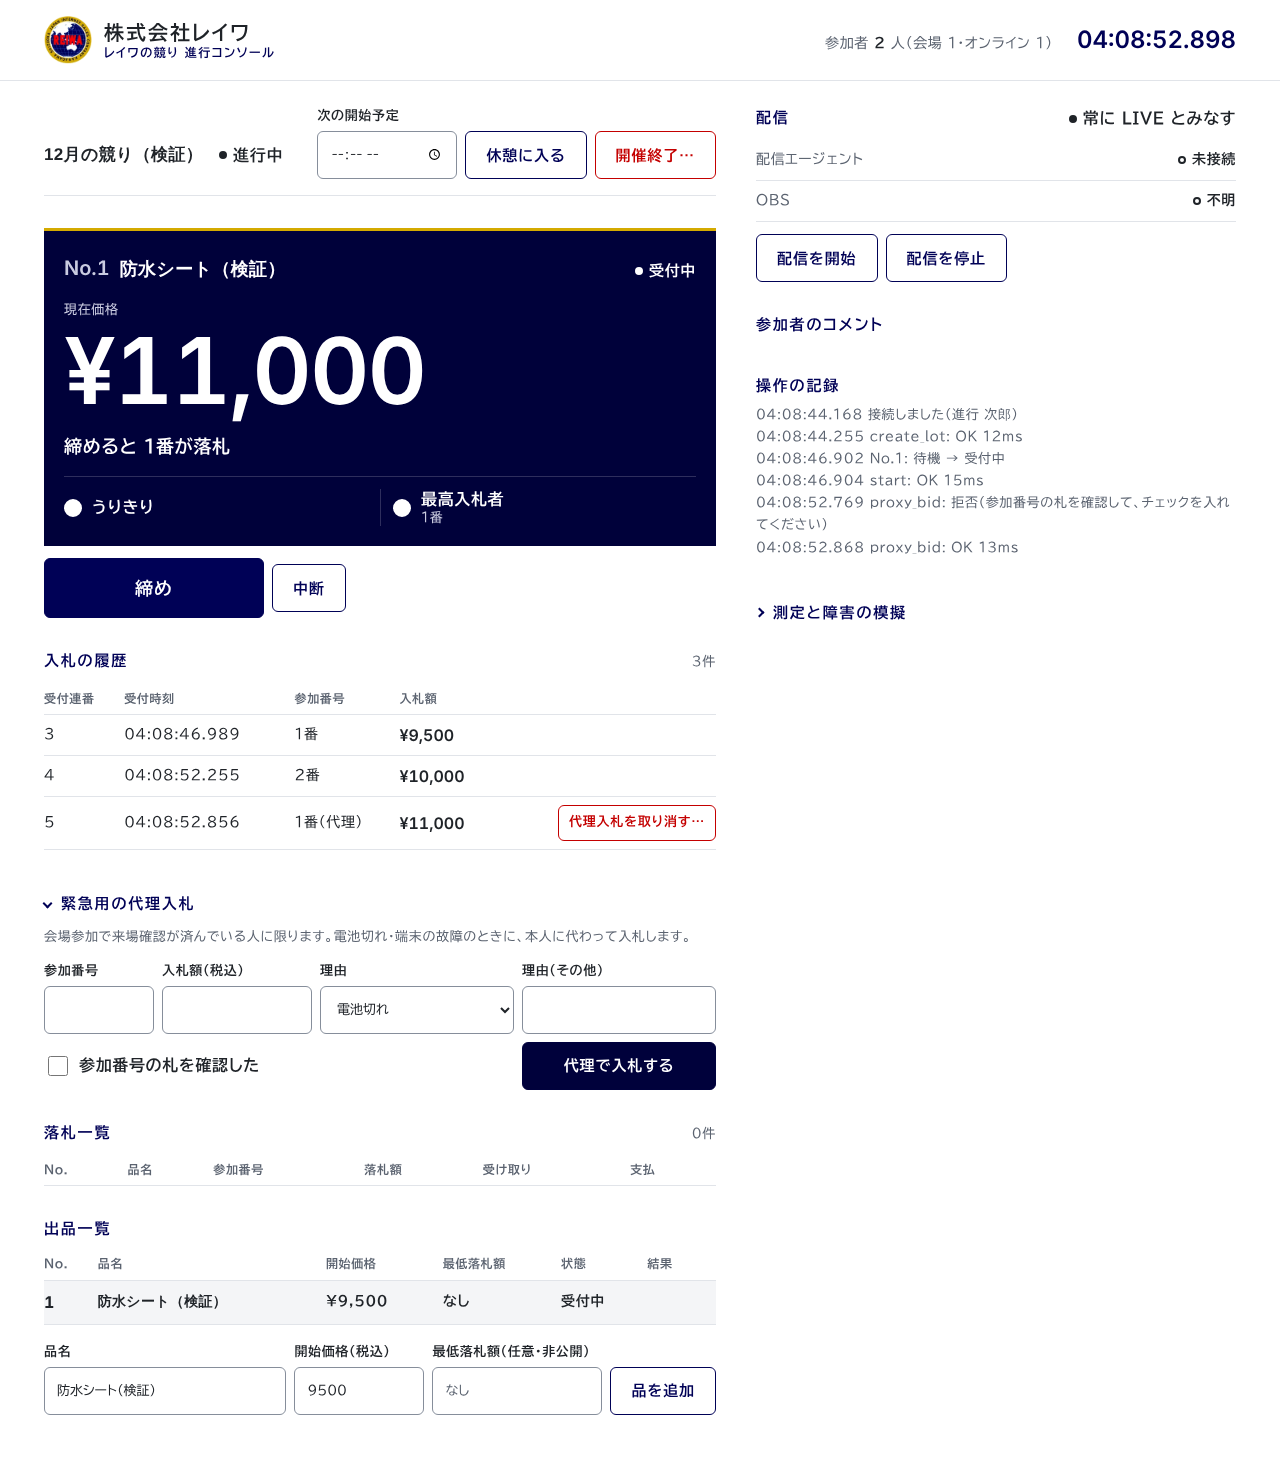 株式会社レイワ
レイワの競り 進行コンソール
参加者 2 人（会場 1・オンライン 1）
04:08:52.898
次の開始予定
12月の競り（検証）
進行中
--:-- --
休憩に入る
開催終了…
No.1 防水シート（検証）
受付中
現在価格
¥11,000
締めると 1番が落札
うりきり
最高入札者
1番
締め
中断
入札の履歴
3件
受付連番 受付時刻 参加番号 入札額
3 04:08:46.989 1番 ¥9,500
4 04:08:52.255 2番 ¥10,000
5 04:08:52.856 1番（代理） ¥11,000 代理入札を取り消す…
緊急用の代理入札
会場参加で来場確認が済んでいる人に限ります。電池切れ・端末の故障のときに、本人に代わって入札します。
参加番号 入札額（税込） 理由 理由（その他）
電池切れ
参加番号の札を確認した
代理で入札する
落札一覧
0件
No. 品名 参加番号 落札額 受け取り 支払
出品一覧
No. 品名 開始価格 最低落札額 状態 結果
1 防水シート（検証） ¥9,500 なし 受付中
品名 開始価格（税込） 最低落札額（任意・非公開）
防水シート（検証） 9500 なし 品を追加
配信
常に LIVE とみなす
配信エージェント
未接続
OBS
不明
配信を開始
配信を停止
参加者のコメント
操作の記録
04:08:44.168 接続しました（進行 次郎）
04:08:44.255 create_lot: OK 12ms
04:08:46.902 No.1: 待機 → 受付中
04:08:46.904 start: OK 15ms
04:08:52.769 proxy_bid: 拒否（参加番号の札を確認して、チェックを入れ
てください）
04:08:52.868 proxy_bid: OK 13ms
測定と障害の模擬